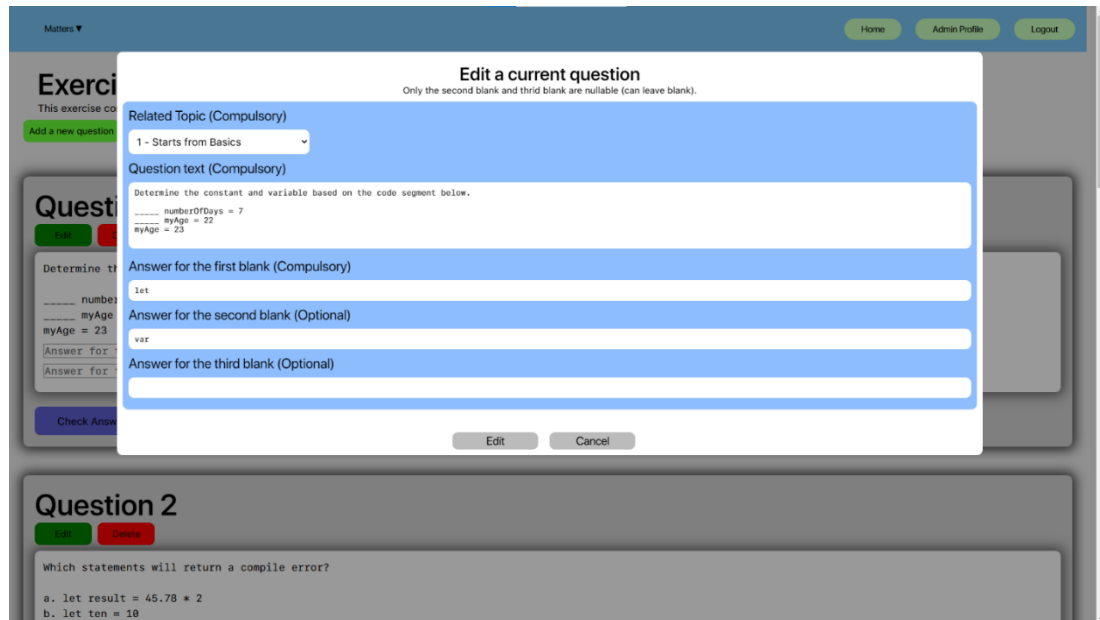 Matters ▼
Home
Admin Profile
Logout
Exerci
This exercise co
Add a new question
Edit a current question
Only the second blank and thrid blank are nullable (can leave blank).
Related Topic (Compulsory)
1 - Starts from Basics
Question text (Compulsory)
Determine the constant and variable based on the code segment below.
_____ numberOfDays = 7
_____ myAge = 22
myAge = 23
Answer for the first blank (Compulsory)
let
Answer for the second blank (Optional)
var
Answer for the third blank (Optional)
Edit Cancel
Questi
Edit
Determine th
_____ number
_____ myAge
myAge = 23
Answer for
Answer for
Check Answ
Question 2
Edit Delete
Which statements will return a compile error?
a. let result = 45.78 * 2
b. let ten = 10